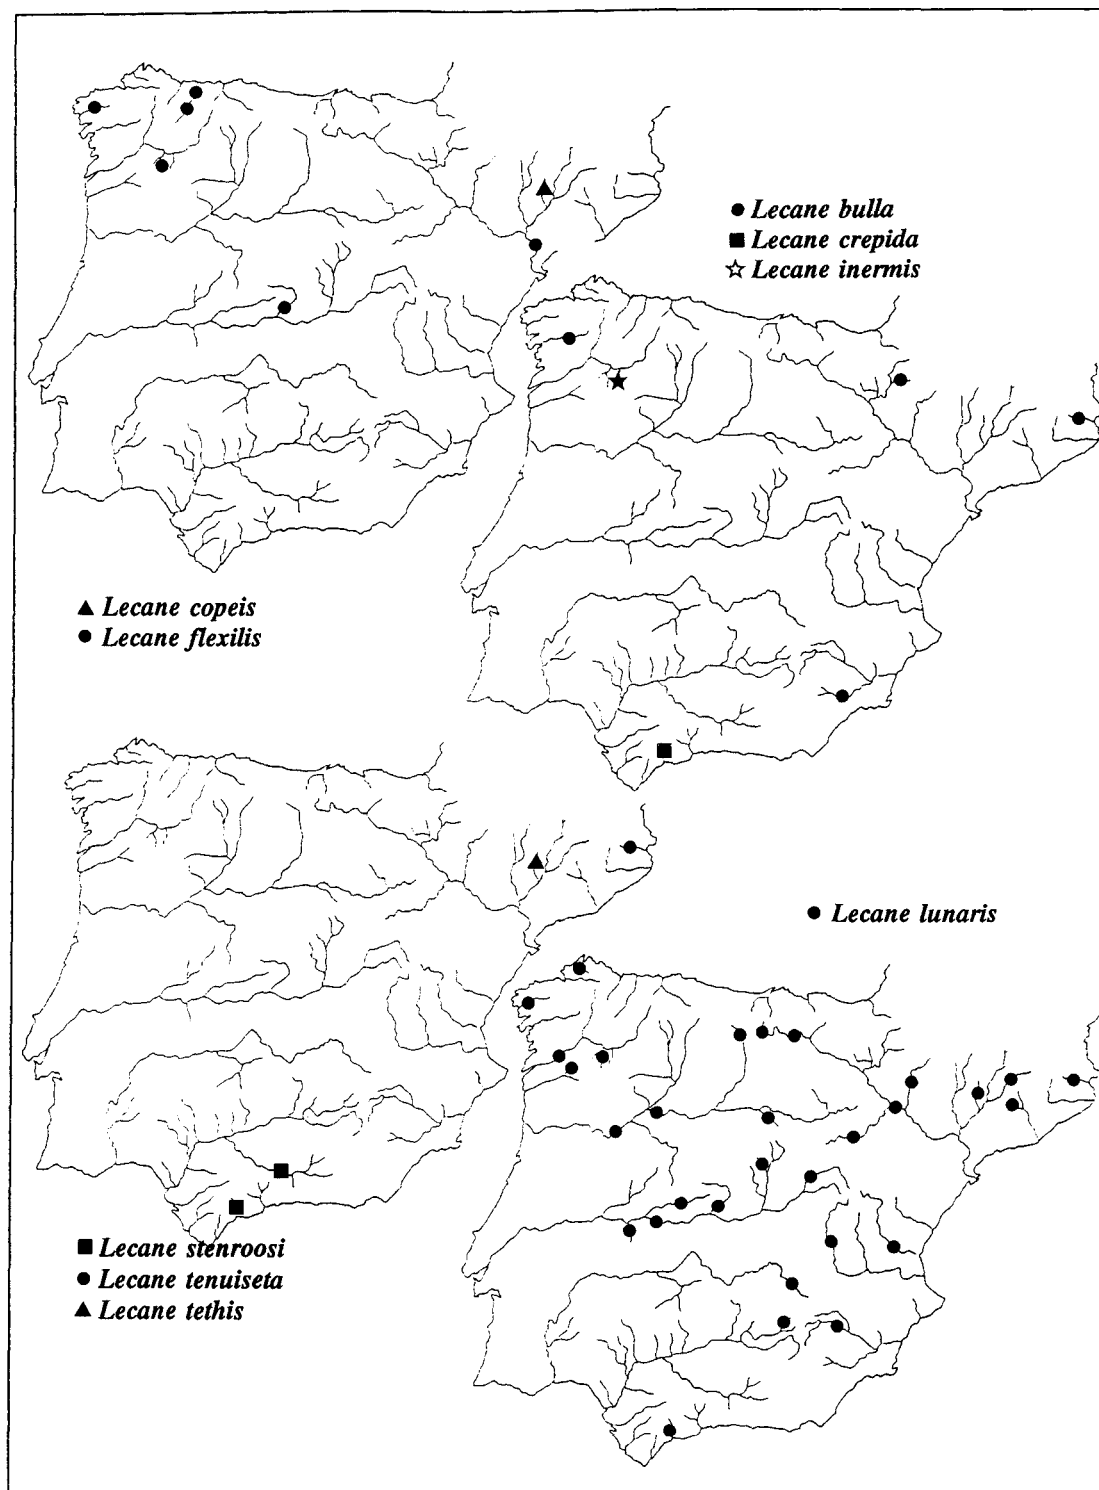 Lecane bulla
Lecane crepida
Lecane inermis
Lecane copeis
Lecane flexilis
Lecane lunaris
Lecane stenroosi
Lecane tenuiseta
Lecane tethis